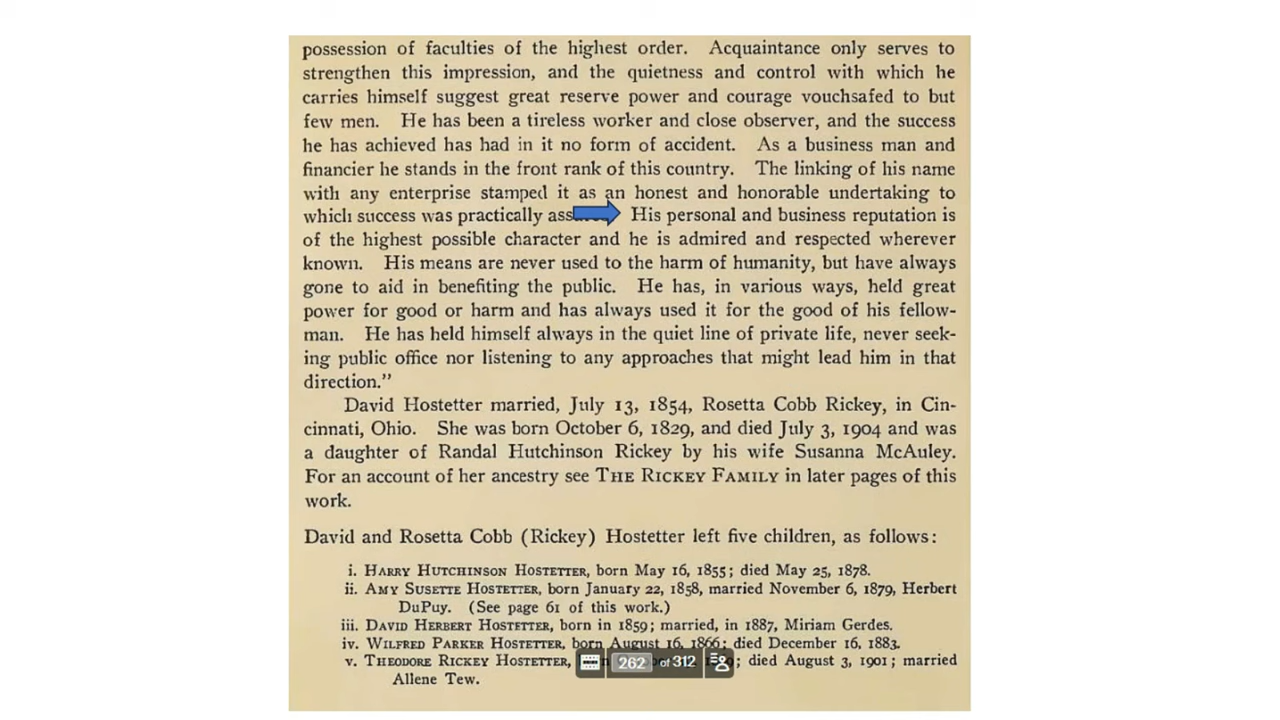 possession of faculties of the highest order. Acquaintance only serves to
strengthen this impression, and the quietness and control with which he
carries himself suggest great reserve power and courage vouchsafed to but
few men. He has been a tireless worker and close observer, and the success
he has achieved has had in it no form of accident. As a business man and
financier he stands in the front rank of this country. The linking of his name
with any enterprise stamped it as an honest and honorable undertaking to
which success was practically His personal and business reputation is
of the highest possible character and he is admired and respected wherever
known. His means are never used to the harm of humanity, but have always
gone to aid in benefiting the public. He has, in various ways, held great
power for good or harm and has always used it for the good of his fellow-
man. He has held himself always in the quiet line of private life, never seek-
ing public office nor listening to any approaches that might lead him in that
direction.”
David Hostetter married, July 13, 1854, Rosetta Cobb Rickey, in Cin-
cinnati, Ohio. She was born October 6, 1829, and died July 3, 1904 and was
a daughter of Randal Hutchinson Rickey by his wife Susanna McAuley.
For an account of her ancestry see THE RICKEY FAMILY in later pages of this
work.
David and Rosetta Cobb (Rickey) Hostetter left five children, as follows:
i. HARRY HUTCHINSON HOSTETTER, born May 16, 1855; died May 25, 1878.
ii. AMY SUSETTE HOSTETTER, born January 22, 1858, married November 6, 1879, Herbert
DuPuy. (See page 61 of this work.)
iii. DAVID HERBERT HOSTETTER, born in 1859; married, in 1887, Miriam Gerdes.
iv. WILFRED PARKER HOSTETTER, born August 16, 1866; died December 16, 1883.
v. THEODORE RICKEY HOSTETTER, died August 3, 1901; married
Allene Tew.
262 of 312